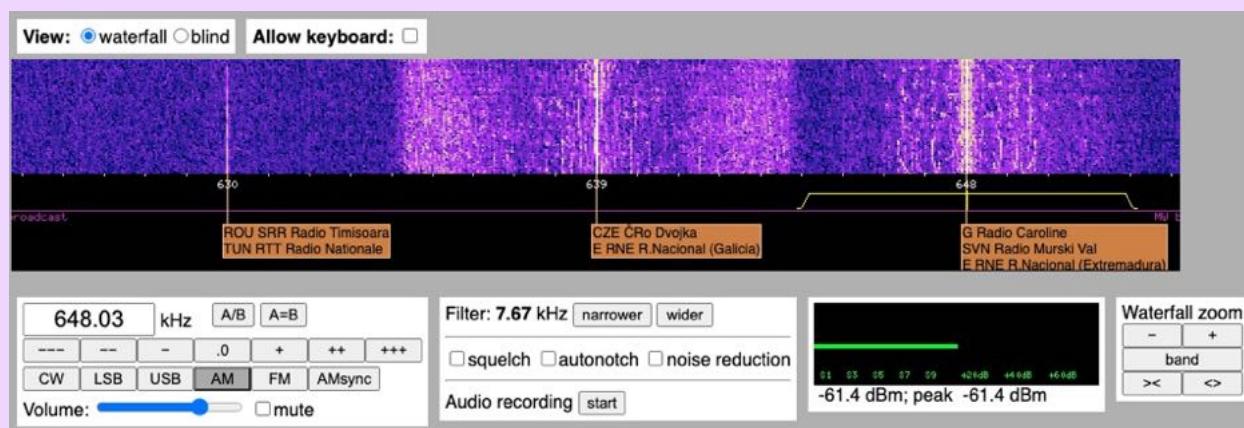 View: waterfall blind Allow keyboard:
630 639 648
roadcast MW b
ROU SRR Radio Timisoara
TUN RTT Radio Nationale
CZE ČRo Dvojka
E RNE R.Nacional (Galicia)
G Radio Caroline
SVN Radio Murski Val
E RNE R.Nacional (Extremadura)
648.03 kHz A/B A=B
--- -- - .0 + ++ +++
CW LSB USB AM FM AMsync
Volume: mute
Filter: 7.67 kHz narrower wider
squelch autonotch noise reduction
Audio recording start
S1 S3 S5 S7 S9 +20dB +40dB +60dB
-61.4 dBm; peak -61.4 dBm
Waterfall zoom
- +
band
>< <>